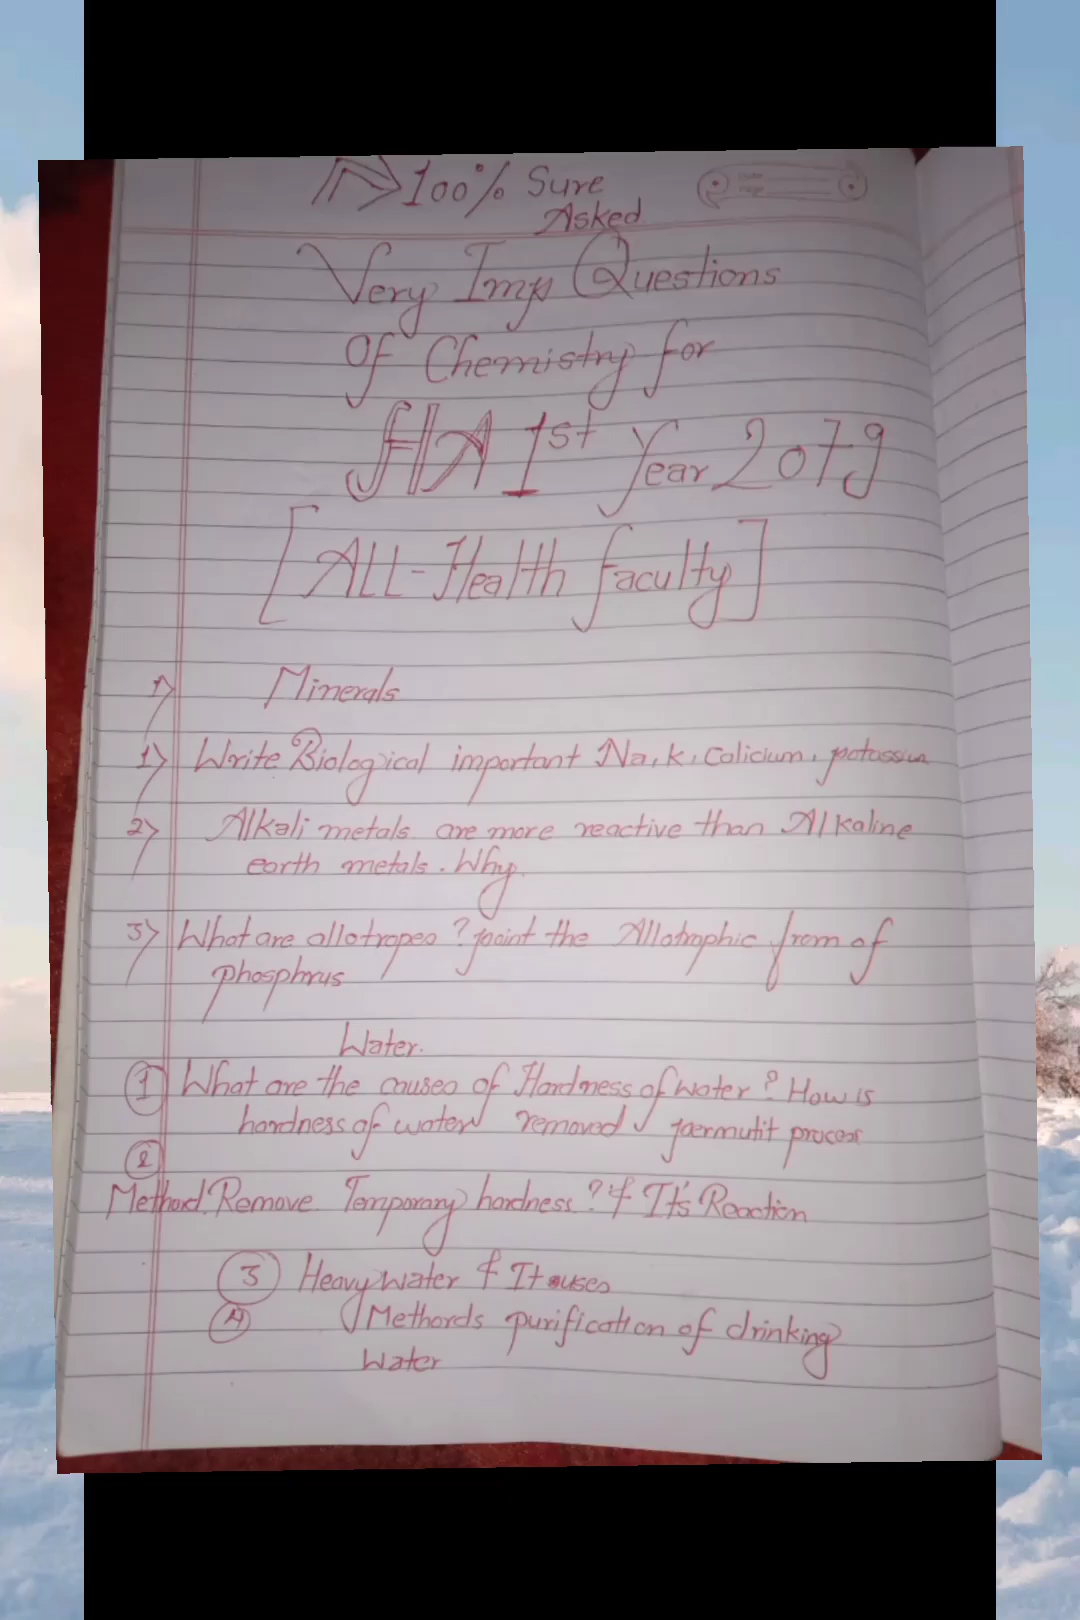 100% Sure
Asked
Very Imp Questions
Of Chemistry for
HA 1st Year 2079
[ALL-Health faculty]
1> Minerals
1> Write Biological important Na, k, Calicium, potassium
2> Alkali metals are more reactive than Alkaline
earth metals. Why
3> What are allotropes ? point the Allotrophic from of
phosphrus
Water.
1 What are the causes of Hardness of water ? How is
hardness of water removed permutit process
2
Methord Remove Temporary hardness ? & It's Reaction
3 Heavy water & It uses
4 Methords purification of drinking
Water